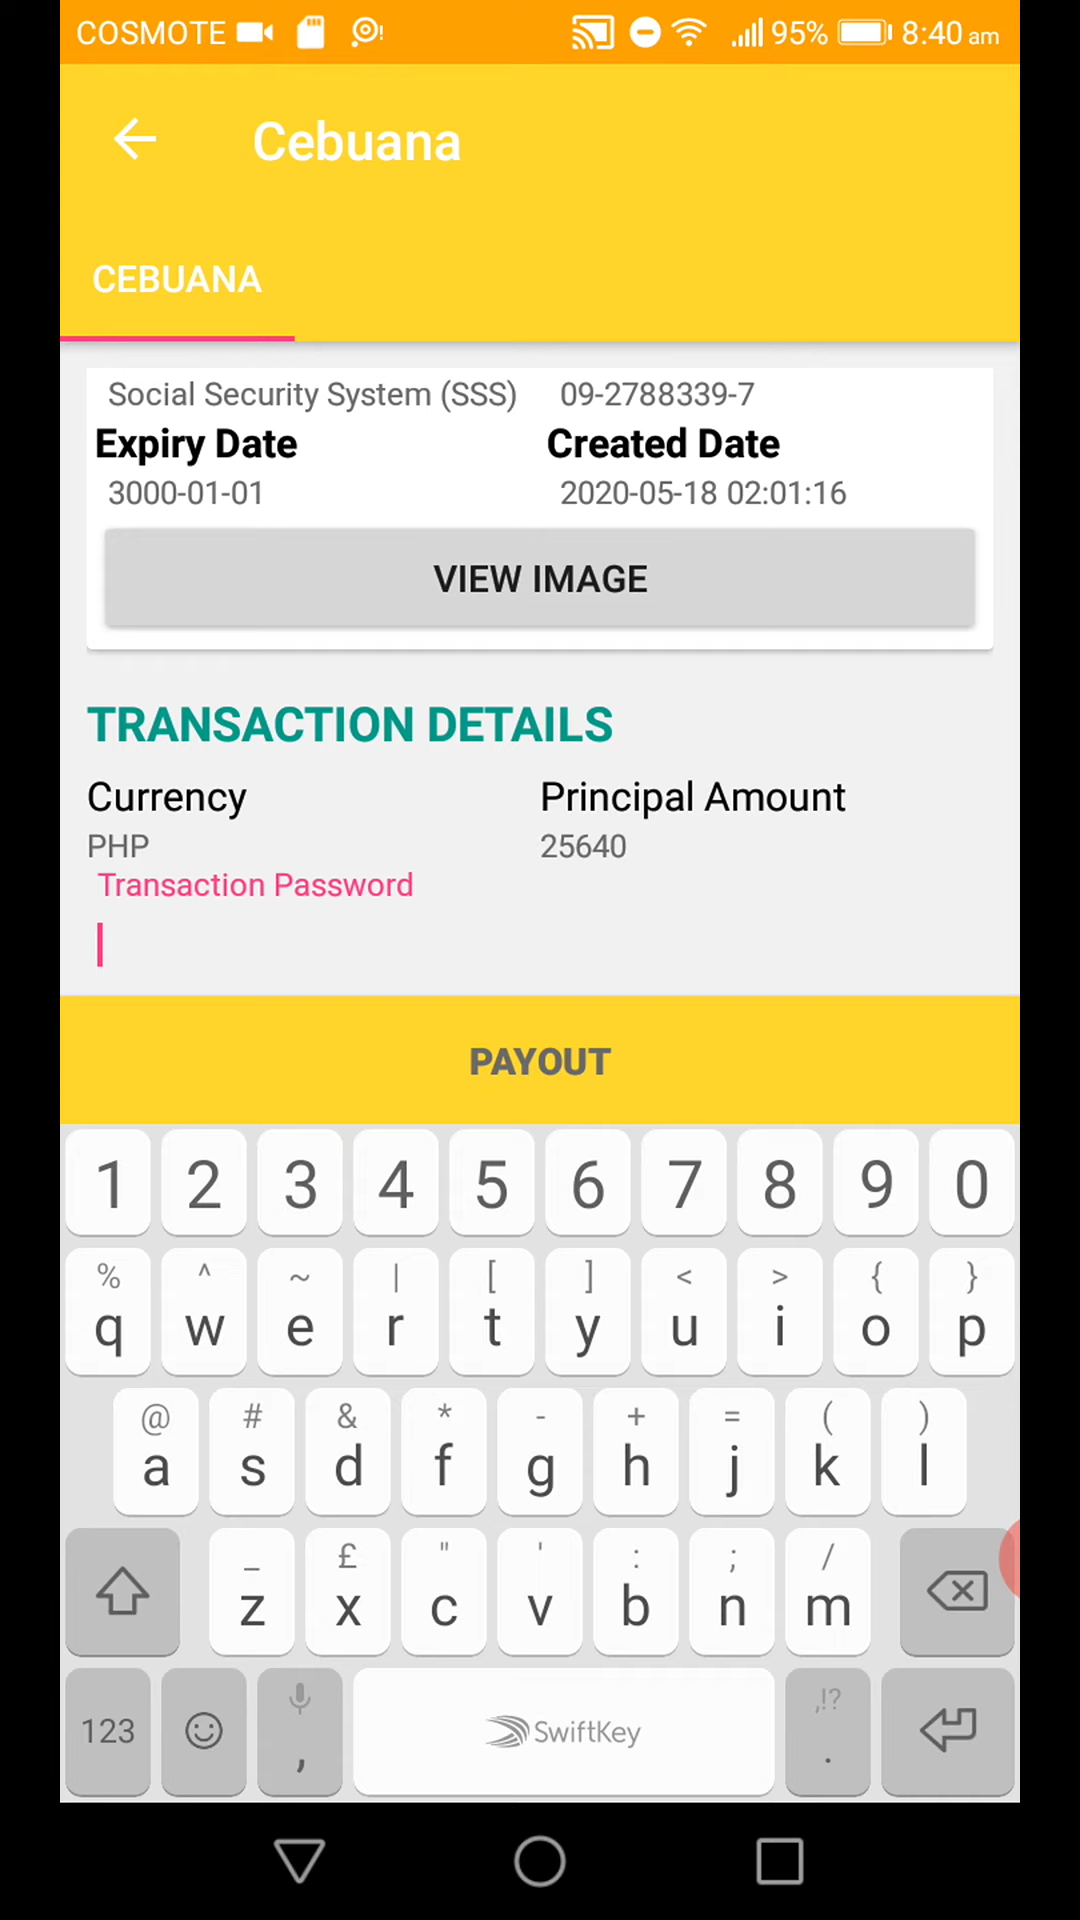 COSMOTE 95% 8:40 am
Cebuana
CEBUANA
Social Security System (SSS) 09-2788339-7
Expiry Date Created Date
3000-01-01 2020-05-18 02:01:16
VIEW IMAGE
TRANSACTION DETAILS
Currency Principal Amount
PHP 25640
Transaction Password
PAYOUT
1 2 3 4 5 6 7 8 9 0
% ^ ~ | [ ] < > { }
q w e r t y u i o p
@ # & * - + = ( )
a s d f g h j k l
_ £ " ' : ; /
z x c v b n m
123 , SwiftKey ,!? .